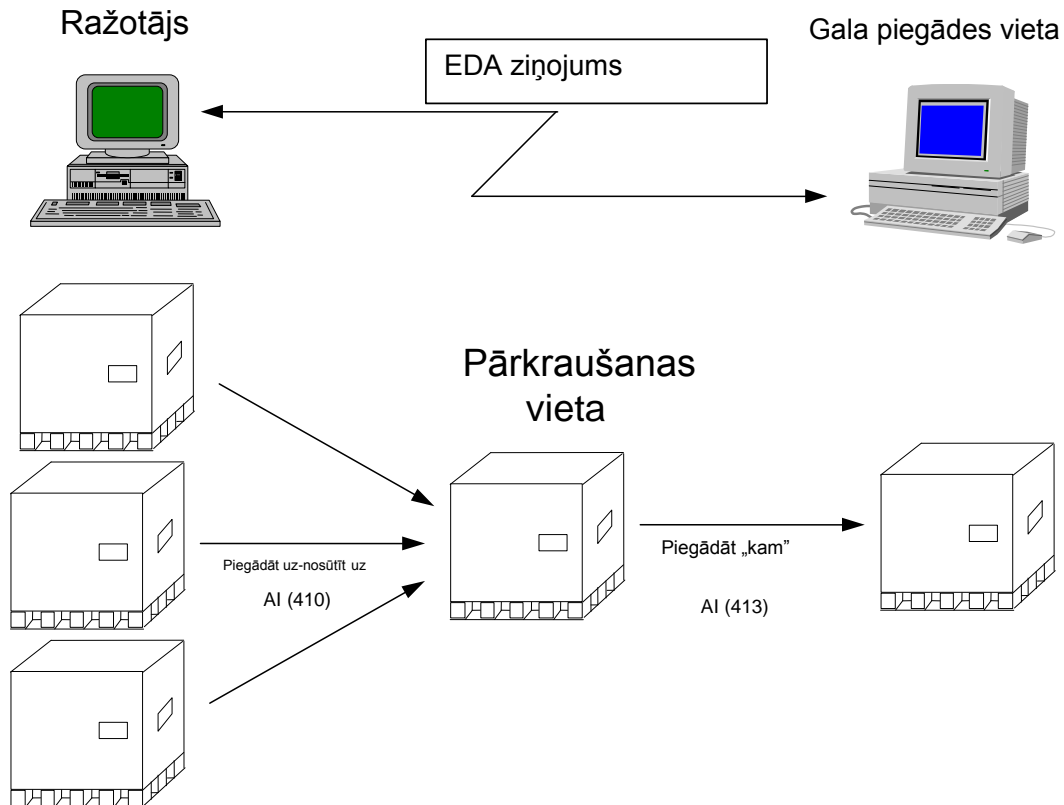 Ražotājs
Gala piegādes vieta
EDA ziņojums
Pārkraušanas
vieta
Piegādāt uz-nosūtīt uz
AI (410)
Piegādāt „kam”
AI (413)